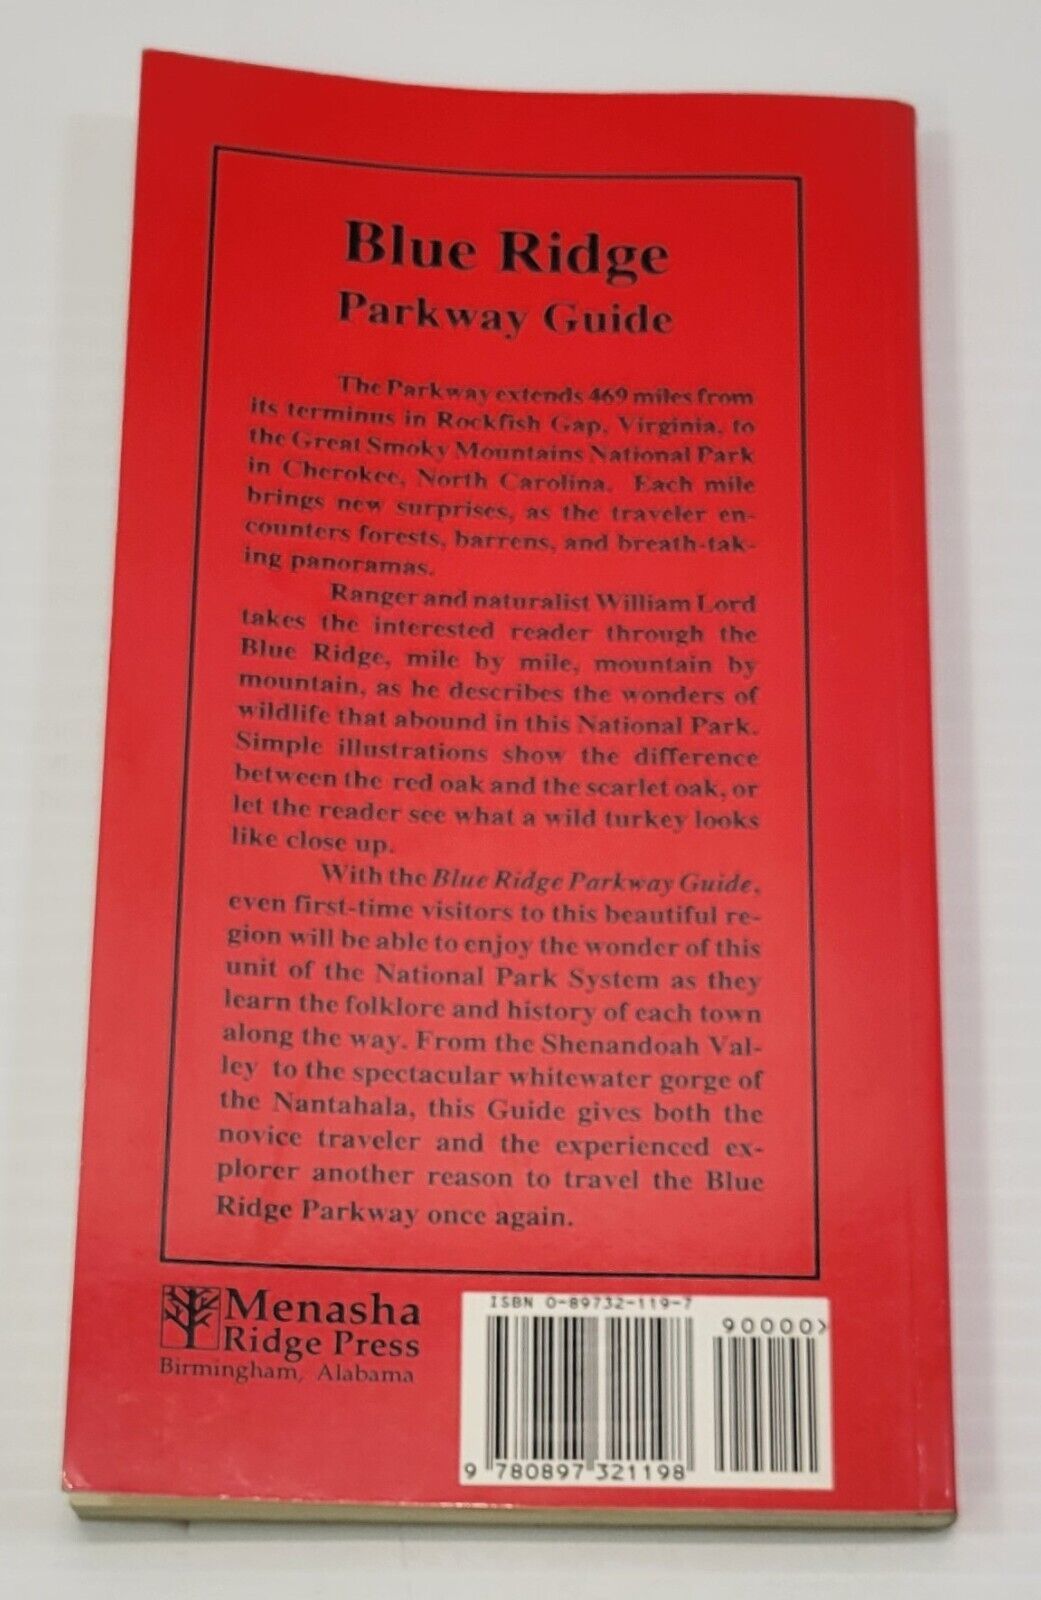 Blue Ridge
Parkway Guide
The Parkway extends 469 miles from
its terminus in Rockfish Gap, Virginia, to
the Great Smoky Mountains National Park
in Cherokee, North Carolina. Each mile
brings new surprises, as the traveler en-
counters forests, barrens, and breath-tak-
ing panoramas.
Ranger and naturalist William Lord
takes the interested reader through the
Blue Ridge, mile by mile, mountain by
mountain, as he describes the wonders of
wildlife that abound in this National Park.
Simple illustrations show the difference
between the red oak and the scarlet oak, or
let the reader see what a wild turkey looks
like close up.
With the Blue Ridge Parkway Guide,
even first-time visitors to this beautiful re-
gion will be able to enjoy the wonder of this
unit of the National Park System as they
learn the folklore and history of each town
along the way. From the Shenandoah Val-
ley to the spectacular whitewater gorge of
the Nantahala, this Guide gives both the
novice traveler and the experienced ex-
plorer another reason to travel the Blue
Ridge Parkway once again.
Menasha
Ridge Press
Birmingham, Alabama
ISBN 0-89732-119-7
90000>
9 780897 321198